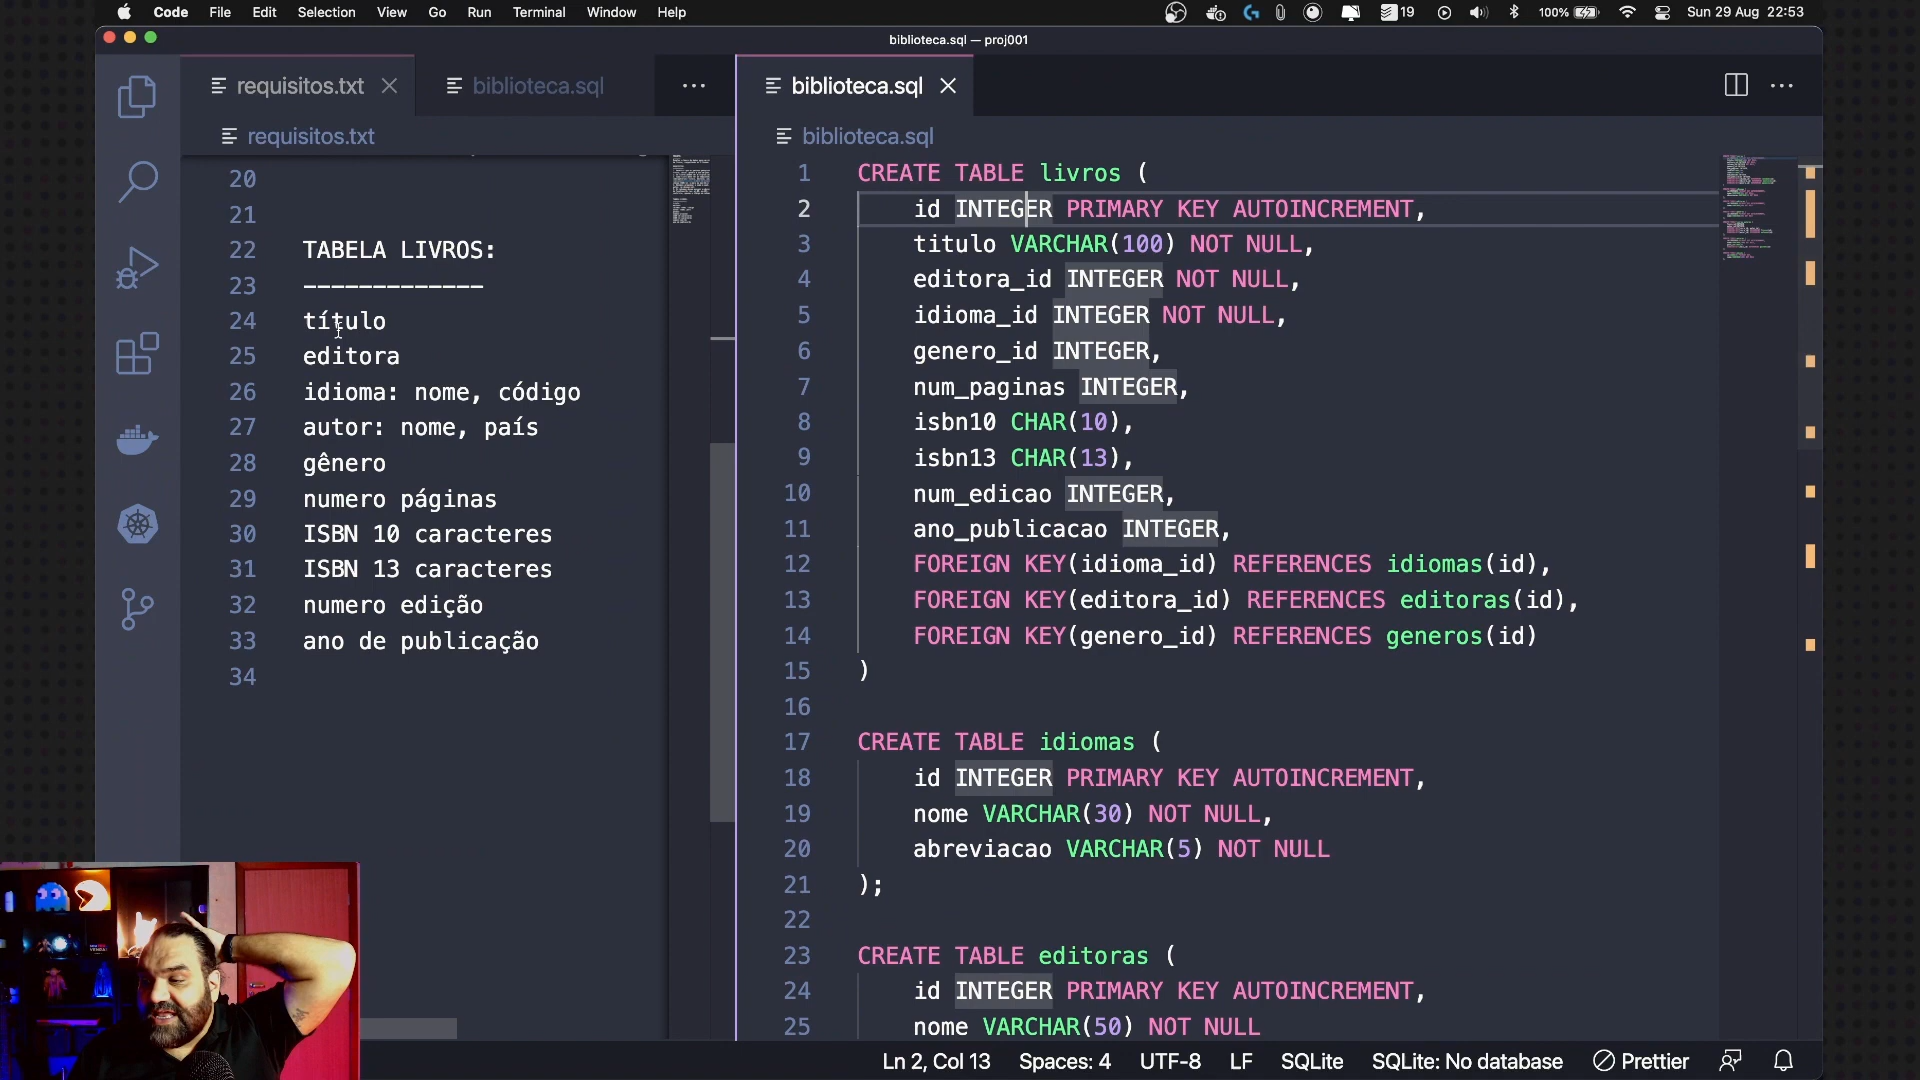 Code File Edit Selection View Go Run Terminal Window Help 19 100% Sun 29 Aug 22:53
biblioteca.sql — proj001
requisitos.txt biblioteca.sql
requisitos.txt
20
21
22 TABELA LIVROS:
23 -------------
24 título
25 editora
26 idioma: nome, código
27 autor: nome, país
28 gênero
29 numero páginas
30 ISBN 10 caracteres
31 ISBN 13 caracteres
32 numero edição
33 ano de publicação
34
biblioteca.sql
biblioteca.sql
1 CREATE TABLE livros (
2 id INTEGER PRIMARY KEY AUTOINCREMENT,
3 titulo VARCHAR(100) NOT NULL,
4 editora_id INTEGER NOT NULL,
5 idioma_id INTEGER NOT NULL,
6 genero_id INTEGER,
7 num_paginas INTEGER,
8 isbn10 CHAR(10),
9 isbn13 CHAR(13),
10 num_edicao INTEGER,
11 ano_publicacao INTEGER,
12 FOREIGN KEY(idioma_id) REFERENCES idiomas(id),
13 FOREIGN KEY(editora_id) REFERENCES editoras(id),
14 FOREIGN KEY(genero_id) REFERENCES generos(id)
15 )
16
17 CREATE TABLE idiomas (
18 id INTEGER PRIMARY KEY AUTOINCREMENT,
19 nome VARCHAR(30) NOT NULL,
20 abreviacao VARCHAR(5) NOT NULL
21 );
22
23 CREATE TABLE editoras (
24 id INTEGER PRIMARY KEY AUTOINCREMENT,
25 nome VARCHAR(50) NOT NULL
Ln 2, Col 13 Spaces: 4 UTF-8 LF SQLite SQLite: No database Prettier